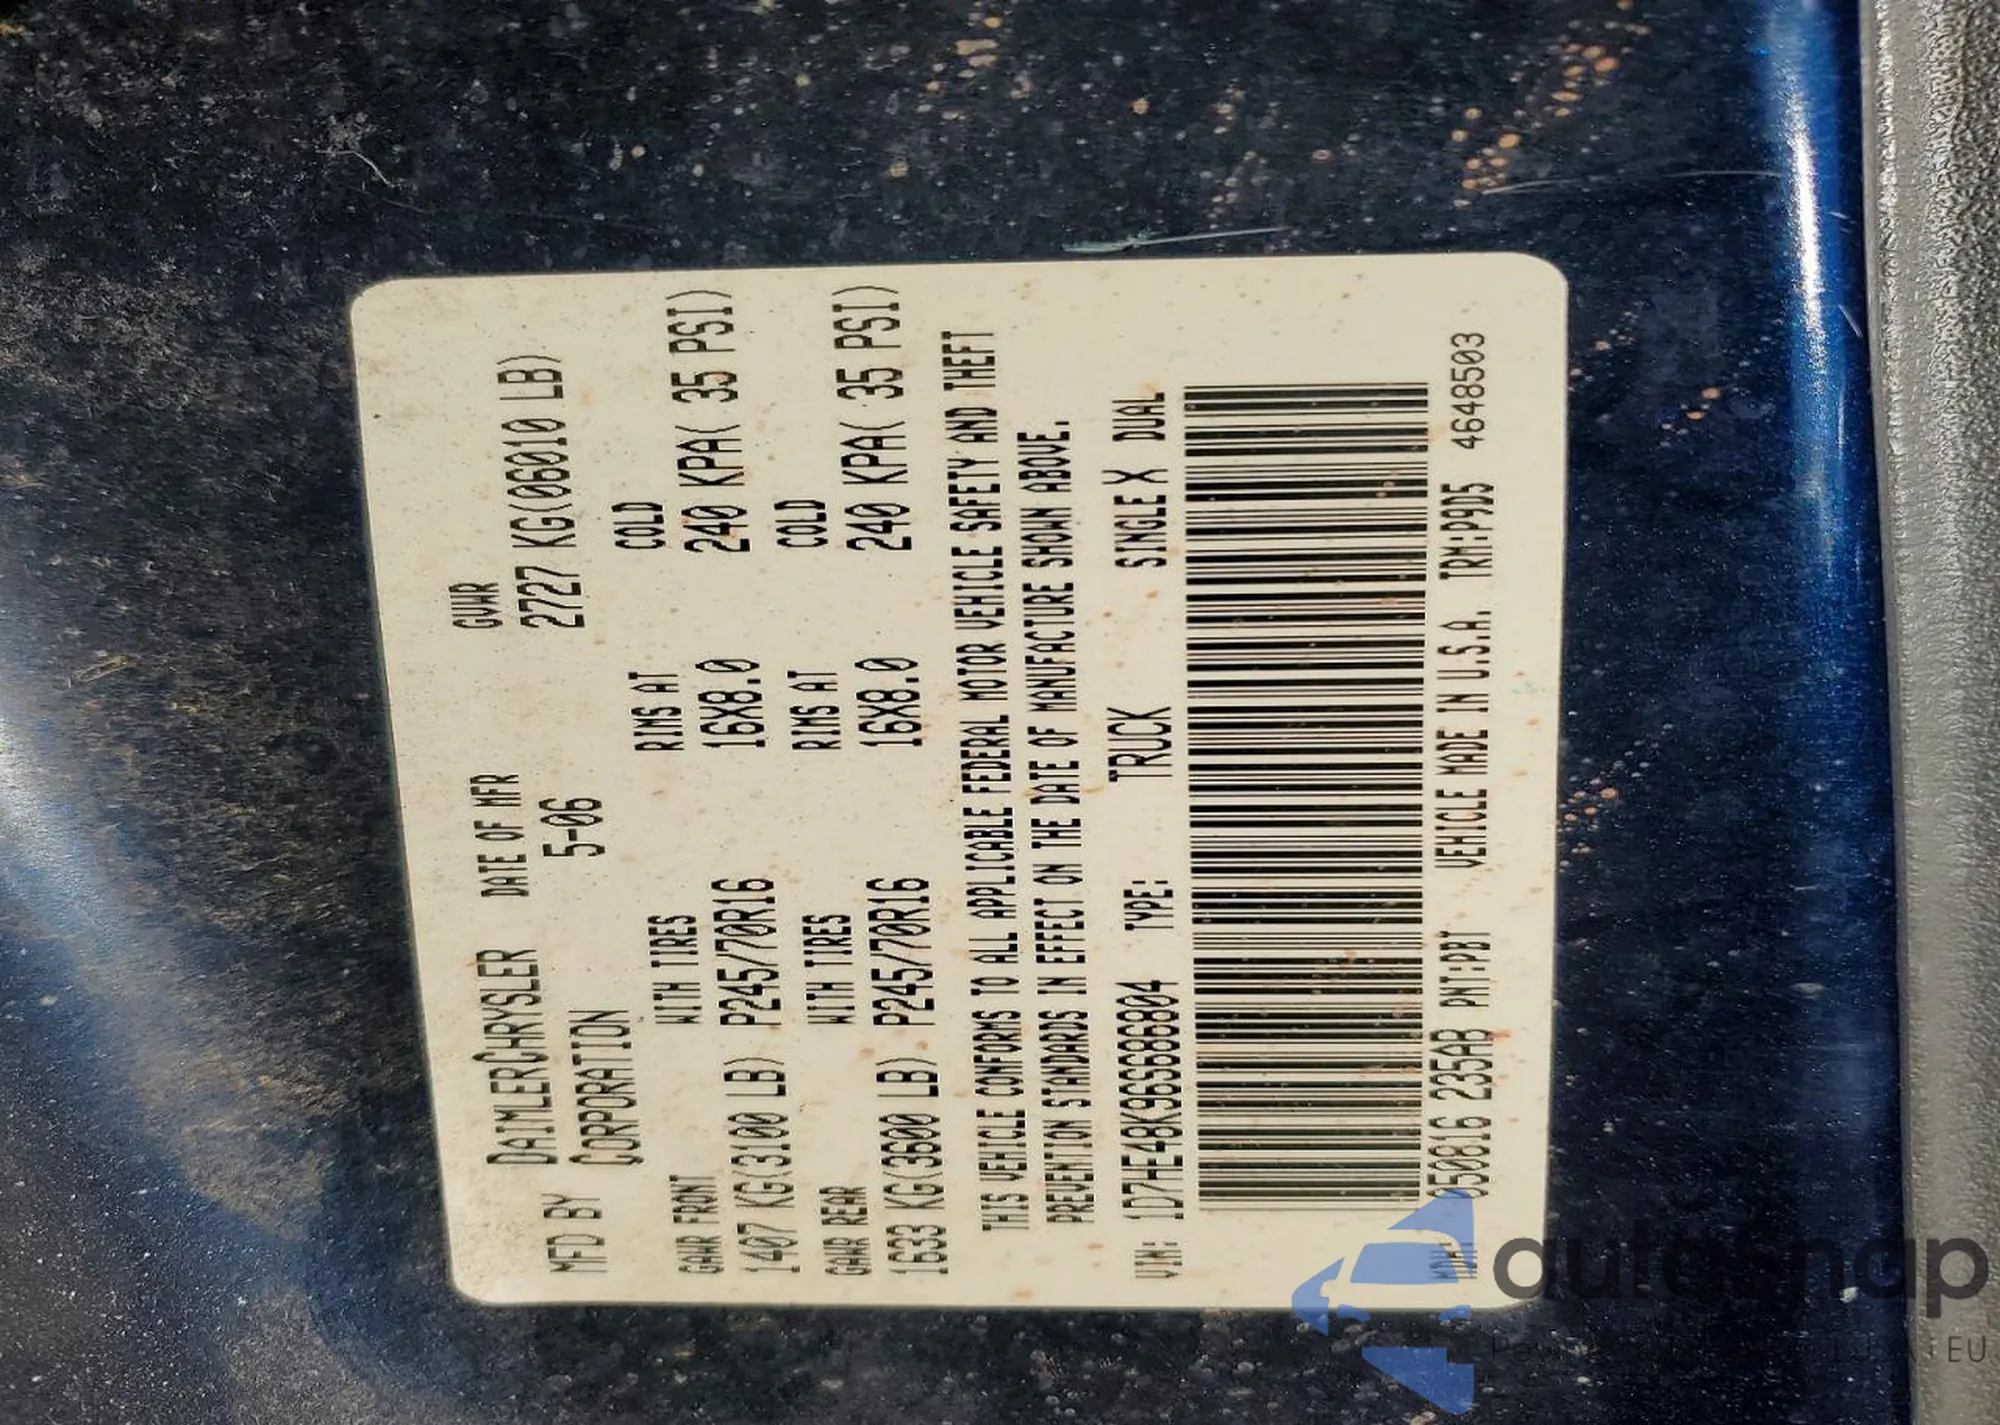 MFD BY DAIMLERCHRYSLER CORPORATION DATE OF MFR 5-06 GVWR 2727 KG(06010 LB)
GAWR FRONT WITH TIRES RIMS AT COLD
1407 KG(3100 LB) P245/70R16 16X8.0 240 KPA( 35 PSI)
GAWR REAR WITH TIRES RIMS AT COLD
1633 KG(3600 LB) P245/70R16 16X8.0 240 KPA( 35 PSI)
THIS VEHICLE CONFORMS TO ALL APPLICABLE FEDERAL MOTOR VEHICLE SAFETY AND THEFT
PREVENTION STANDARDS IN EFFECT ON THE DATE OF MANUFACTURE SHOWN ABOVE.
VIN: 1D7HE48K96S686804 TYPE: TRUCK SINGLE X DUAL
MDH: 050816 235AB PNT:PBT VEHICLE MADE IN U.S.A. TRM:P9D5 4648503
autosnap
EU